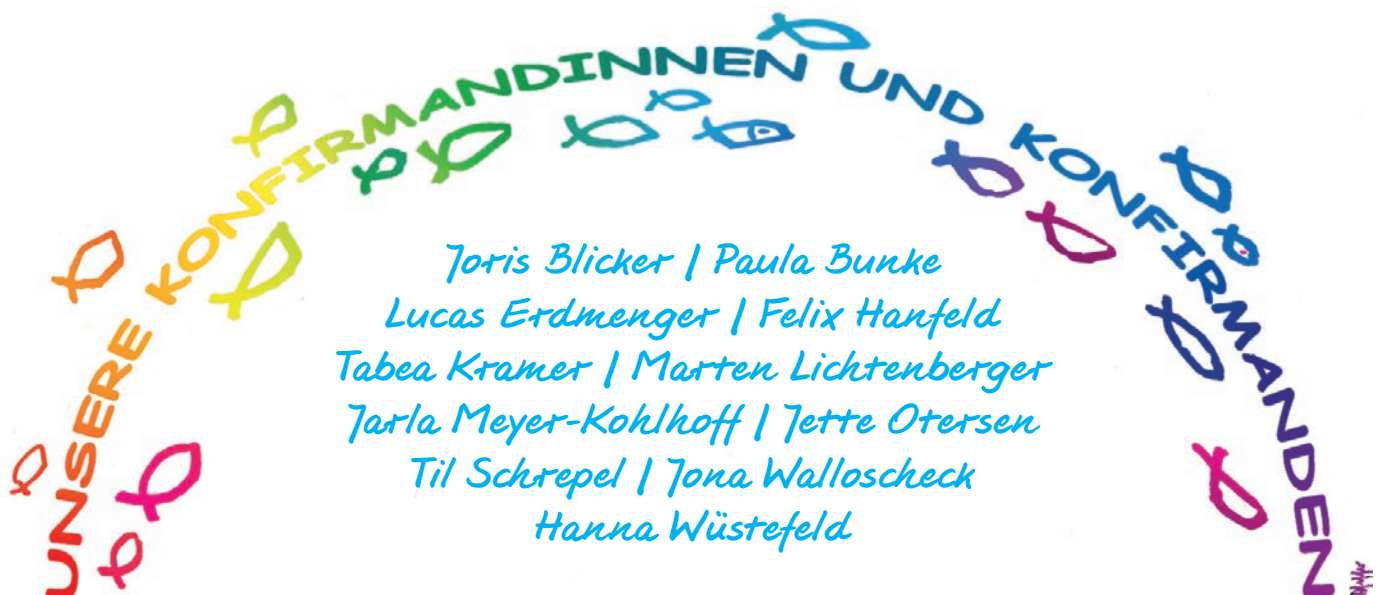 UNSERE KONFIRMANDINNEN UND KONFIRMANDEN
Joris Blicker | Paula Bunke
Lucas Erdmenger | Felix Hanfeld
Tabea Kramer | Marten Lichtenberger
Jarla Meyer-Kohlhoff | Jette Otersen
Til Schrepel | Jona Walloscheck
Hanna Wüstefeld